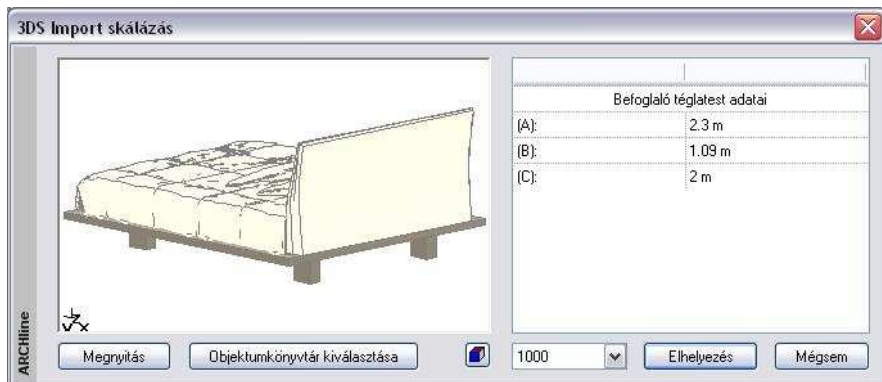 3DS Import skálázás
Befoglaló téglatest adatai
(A): 2.3 m
(B): 1.09 m
(C): 2 m
ARCHline
Z
Y X
Megnyitás
Objektumkönyvtár kiválasztása
1000
Elhelyezés
Mégsem